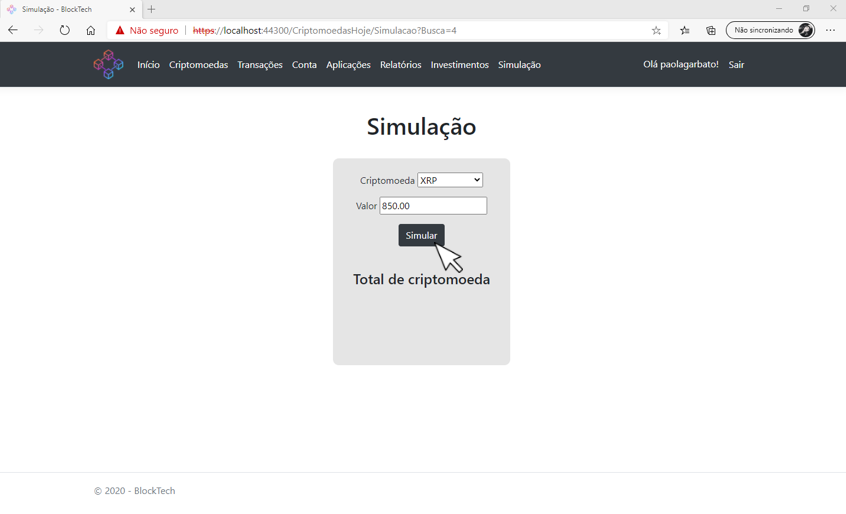 Simulação - BlockTech
Não seguro
https://localhost:44300/CriptomoedasHoje/Simulacao?Busca=4
Não sincronizando
Início Criptomoedas Transações Conta Aplicações Relatórios Investimentos Simulação Olá paolagarbato! Sair
Simulação
Criptomoeda XRP
Valor 850.00
Simular
Total de criptomoeda
© 2020 - BlockTech